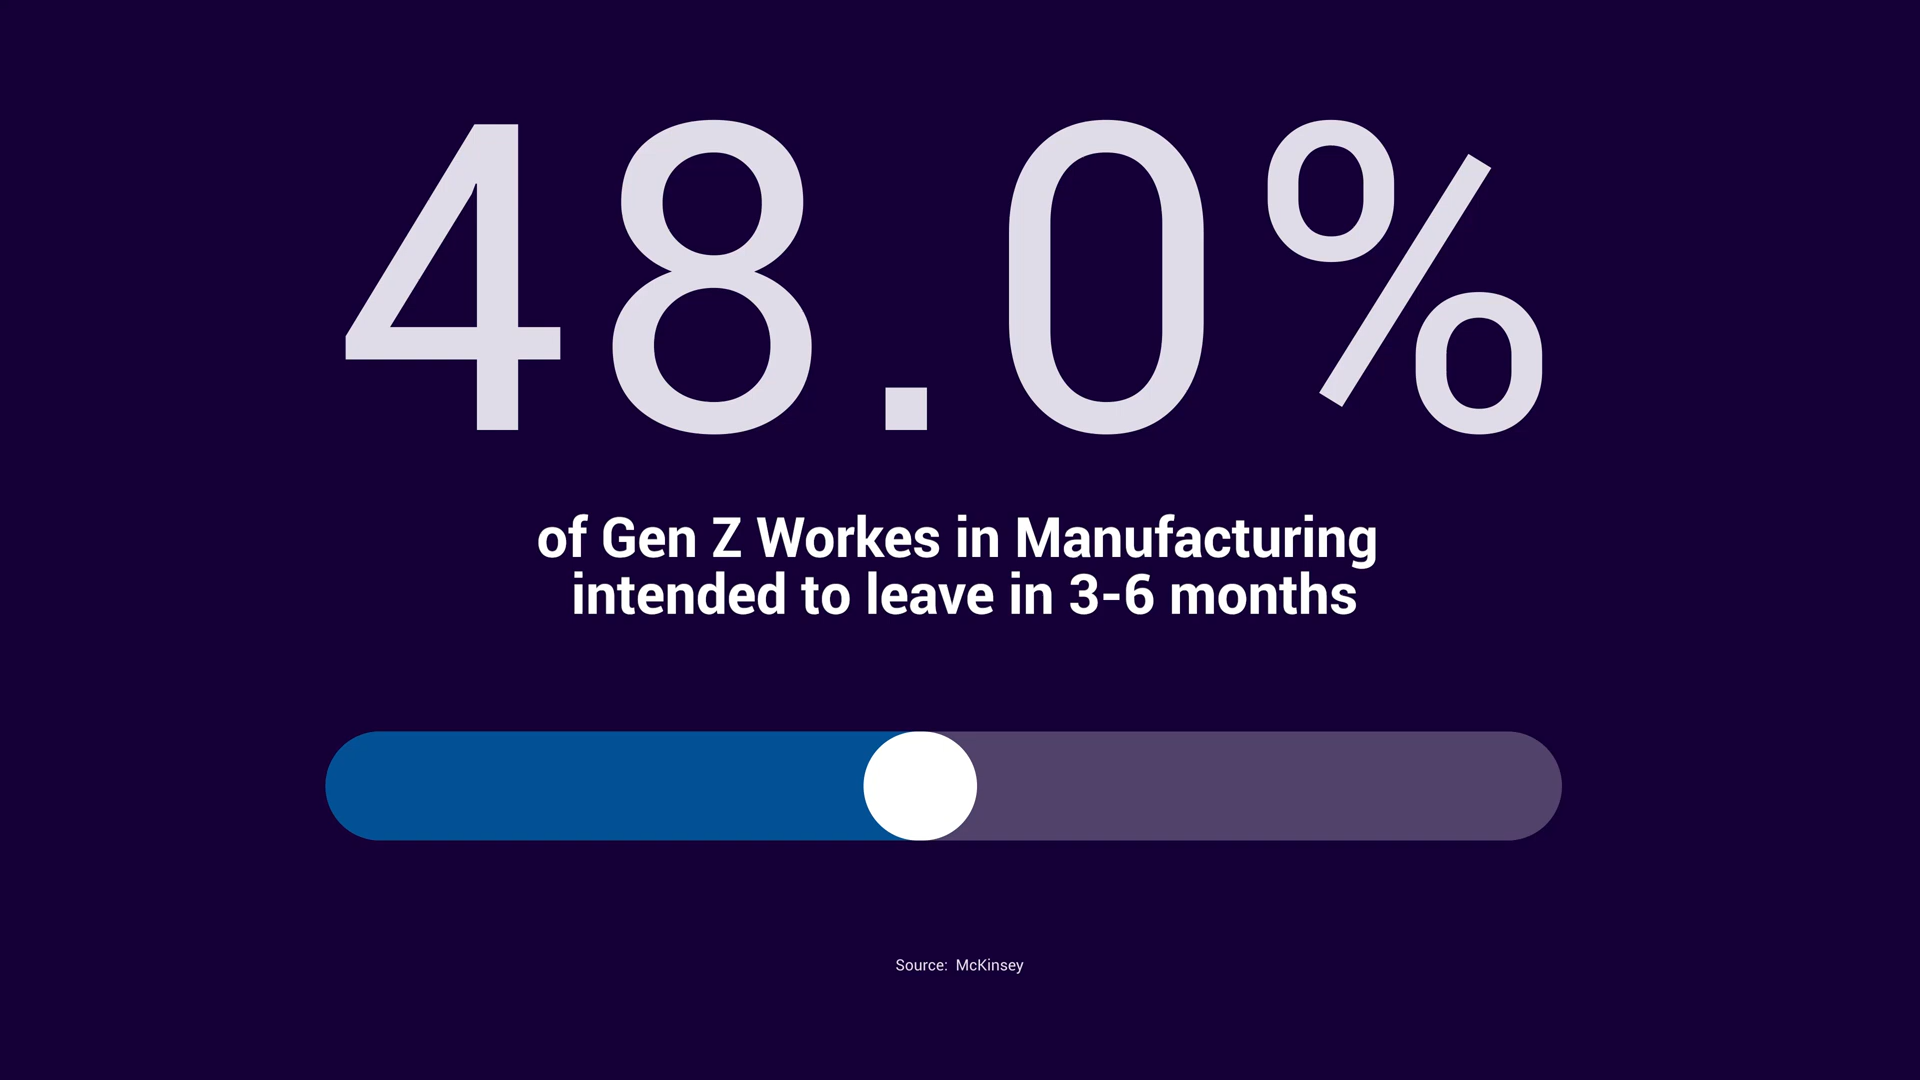 48.0%
of Gen Z Workes in Manufacturing
intended to leave in 3-6 months
Source: McKinsey